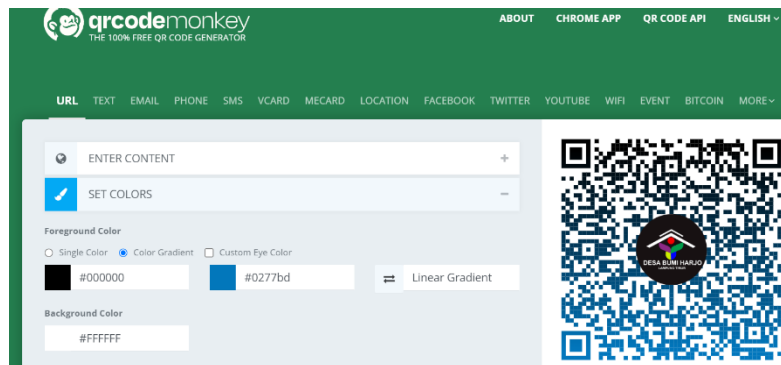 qrcodemonkey
THE 100% FREE QR CODE GENERATOR
ABOUT CHROME APP QR CODE API ENGLISH
URL TEXT EMAIL PHONE SMS VCARD MECARD LOCATION FACEBOOK TWITTER YOUTUBE WIFI EVENT BITCOIN MORE
ENTER CONTENT
SET COLORS
Foreground Color
Single Color Color Gradient Custom Eye Color
#000000 #0277bd Linear Gradient
Background Color
#FFFFFF
DESA BUMI HARJO
LAMPUNG TIMUR